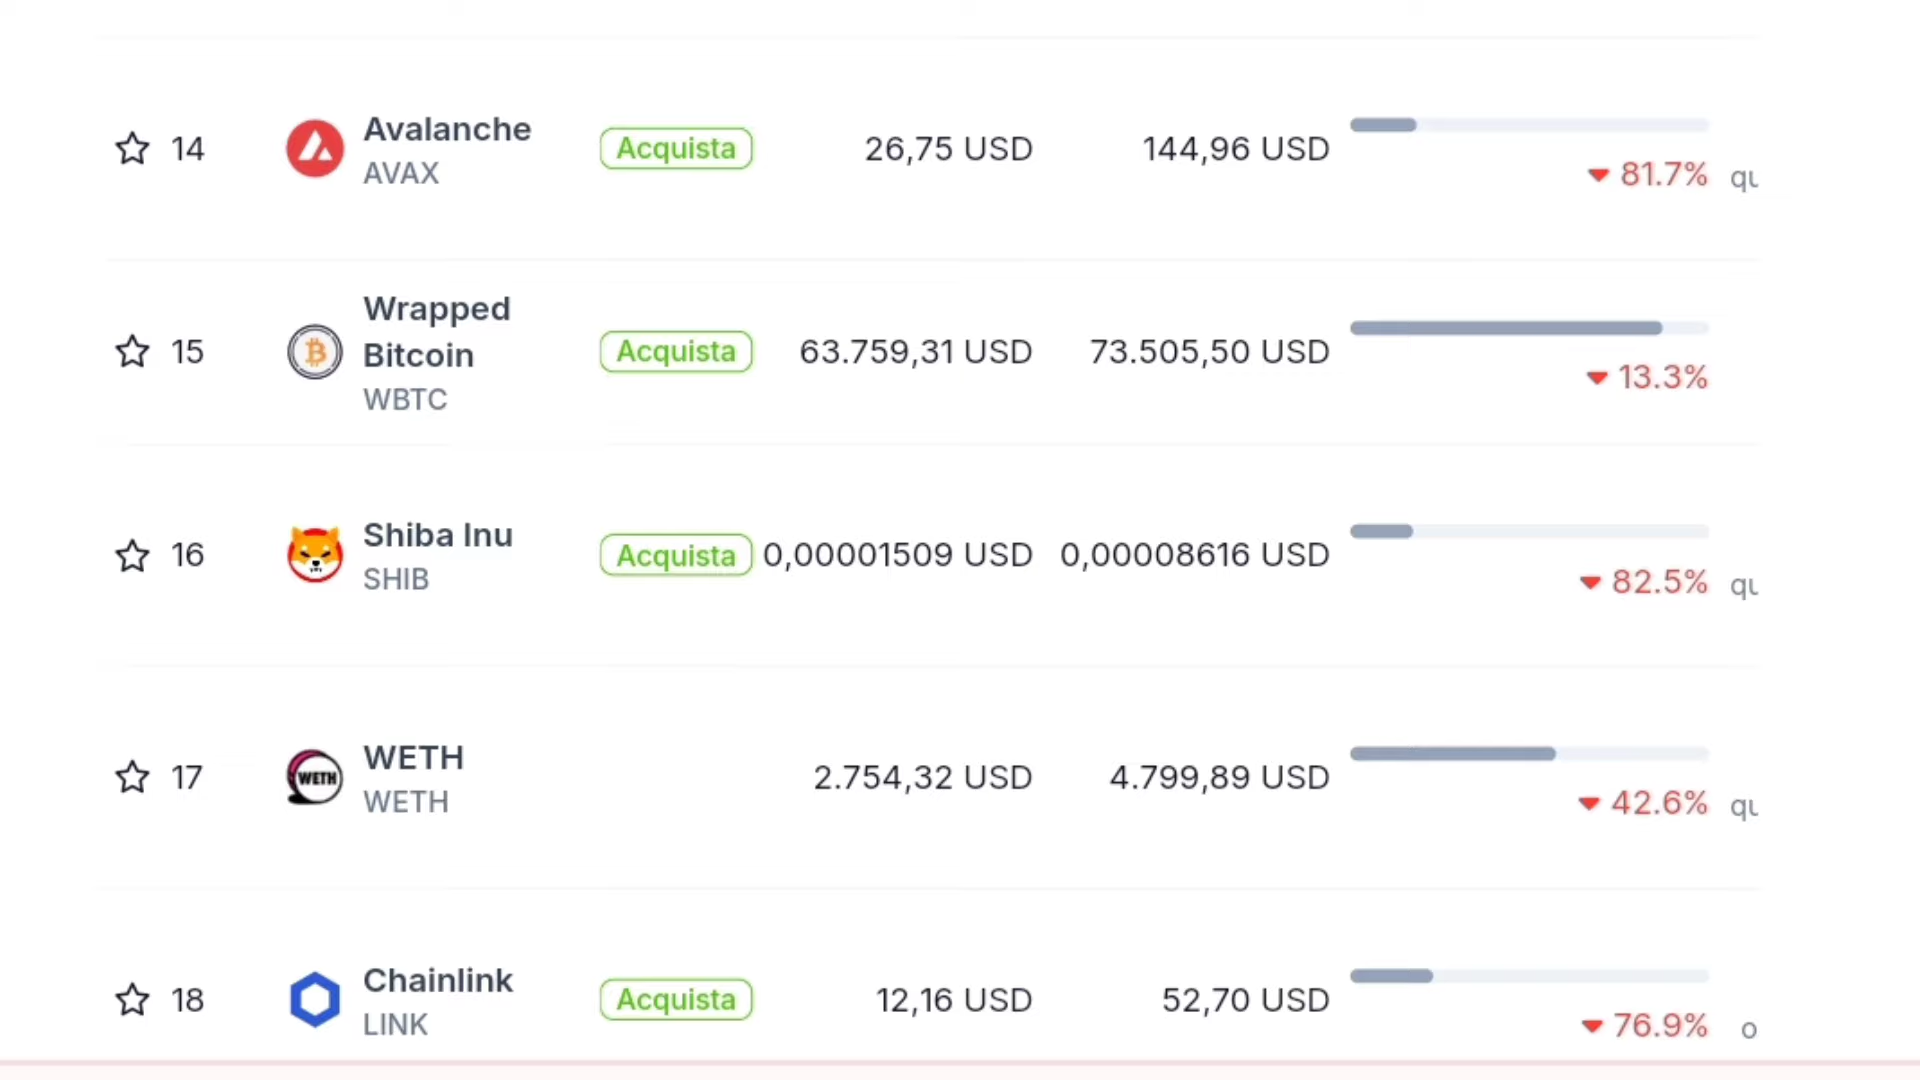 14 Avalanche AVAX Acquista 26,75 USD 144,96 USD 81.7%
15 Wrapped Bitcoin WBTC Acquista 63.759,31 USD 73.505,50 USD 13.3%
16 Shiba Inu SHIB Acquista 0,00001509 USD 0,00008616 USD 82.5%
17 WETH WETH WETH 2.754,32 USD 4.799,89 USD 42.6%
18 Chainlink LINK Acquista 12,16 USD 52,70 USD 76.9%